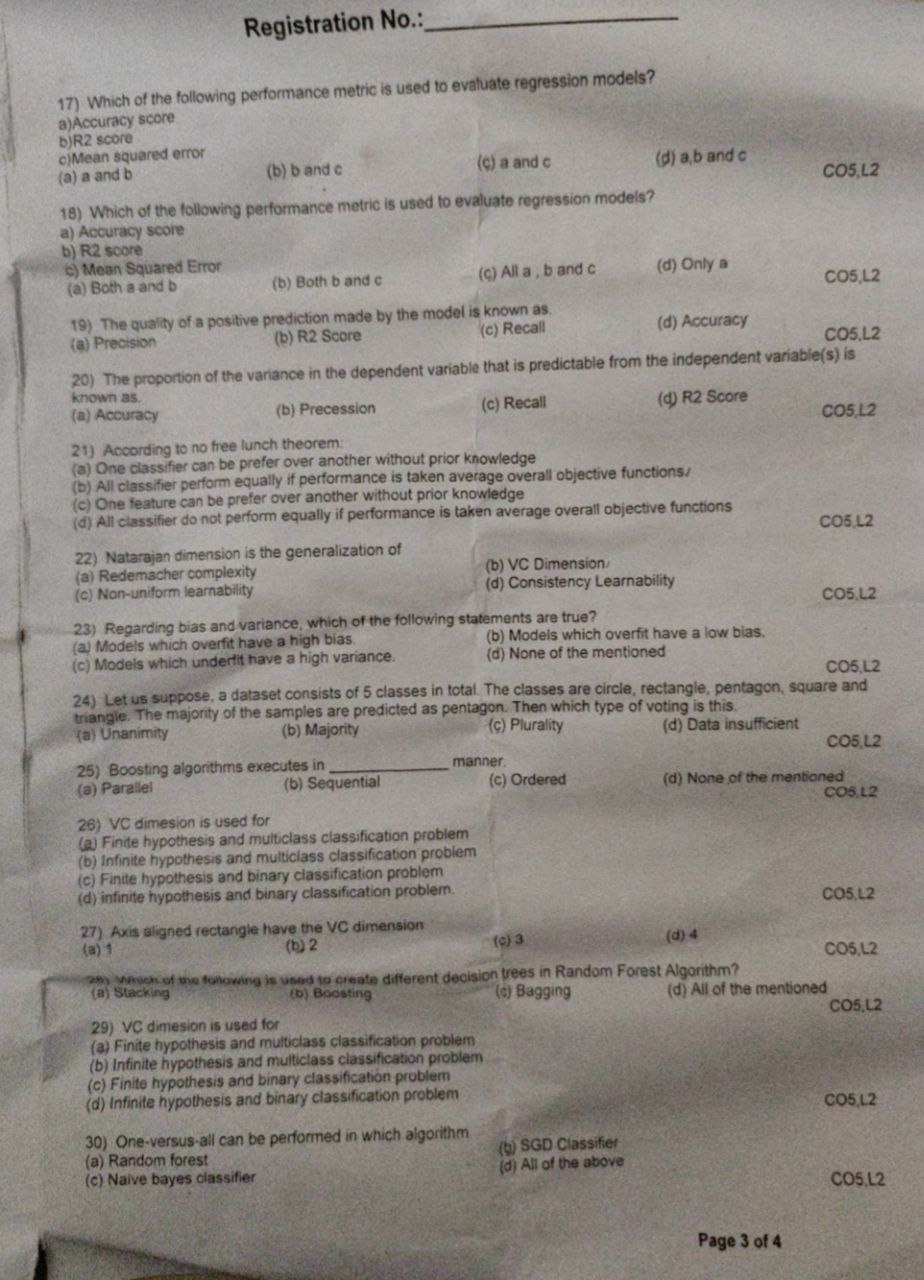 Registration No.:
17) Which of the following performance metric is used to evaluate regression models?
a)Accuracy score
b)R2 score
c)Mean squared error
(a) a and b (b) b and c (c) a and c (d) a,b and c CO5,L2
18) Which of the following performance metric is used to evaluate regression models?
a) Accuracy score
b) R2 score
c) Mean Squared Error
(a) Both a and b (b) Both b and c (c) All a , b and c (d) Only a CO5,L2
19) The quality of a positive prediction made by the model is known as.
(a) Precision (b) R2 Score (c) Recall (d) Accuracy CO5,L2
20) The proportion of the variance in the dependent variable that is predictable from the independent variable(s) is
known as.
(a) Accuracy (b) Precession (c) Recall (d) R2 Score CO5,L2
21) According to no free lunch theorem:
(a) One classifier can be prefer over another without prior knowledge
(b) All classifier perform equally if performance is taken average overall objective functions
(c) One feature can be prefer over another without prior knowledge
(d) All classifier do not perform equally if performance is taken average overall objective functions CO5,L2
22) Natarajan dimension is the generalization of
(a) Redemacher complexity (b) VC Dimension
(c) Non-uniform learnability (d) Consistency Learnability CO5,L2
23) Regarding bias and variance, which of the following statements are true?
(a) Models which overfit have a high bias. (b) Models which overfit have a low bias.
(c) Models which underfit have a high variance. (d) None of the mentioned CO5,L2
24) Let us suppose, a dataset consists of 5 classes in total. The classes are circle, rectangle, pentagon, square and
triangle. The majority of the samples are predicted as pentagon. Then which type of voting is this.
(a) Unanimity (b) Majority (c) Plurality (d) Data insufficient CO5,L2
25) Boosting algorithms executes in ____________ manner.
(a) Parallel (b) Sequential (c) Ordered (d) None of the mentioned
CO5,L2
26) VC dimesion is used for
(a) Finite hypothesis and multiclass classification problem
(b) Infinite hypothesis and multiclass classification problem
(c) Finite hypothesis and binary classification problem
(d) infinite hypothesis and binary classification problem. CO5,L2
27) Axis aligned rectangle have the VC dimension
(a) 1 (b) 2 (c) 3 (d) 4 CO5,L2
28) Which of the following is used to create different decision trees in Random Forest Algorithm?
(a) Stacking (b) Boosting (c) Bagging (d) All of the mentioned
CO5,L2
29) VC dimesion is used for
(a) Finite hypothesis and multiclass classification problem
(b) Infinite hypothesis and multiclass classification problem
(c) Finite hypothesis and binary classification problem
(d) Infinite hypothesis and binary classification problem CO5,L2
30) One-versus-all can be performed in which algorithm
(a) Random forest (b) SGD Classifier
(c) Naive bayes classifier (d) All of the above CO5,L2
Page 3 of 4